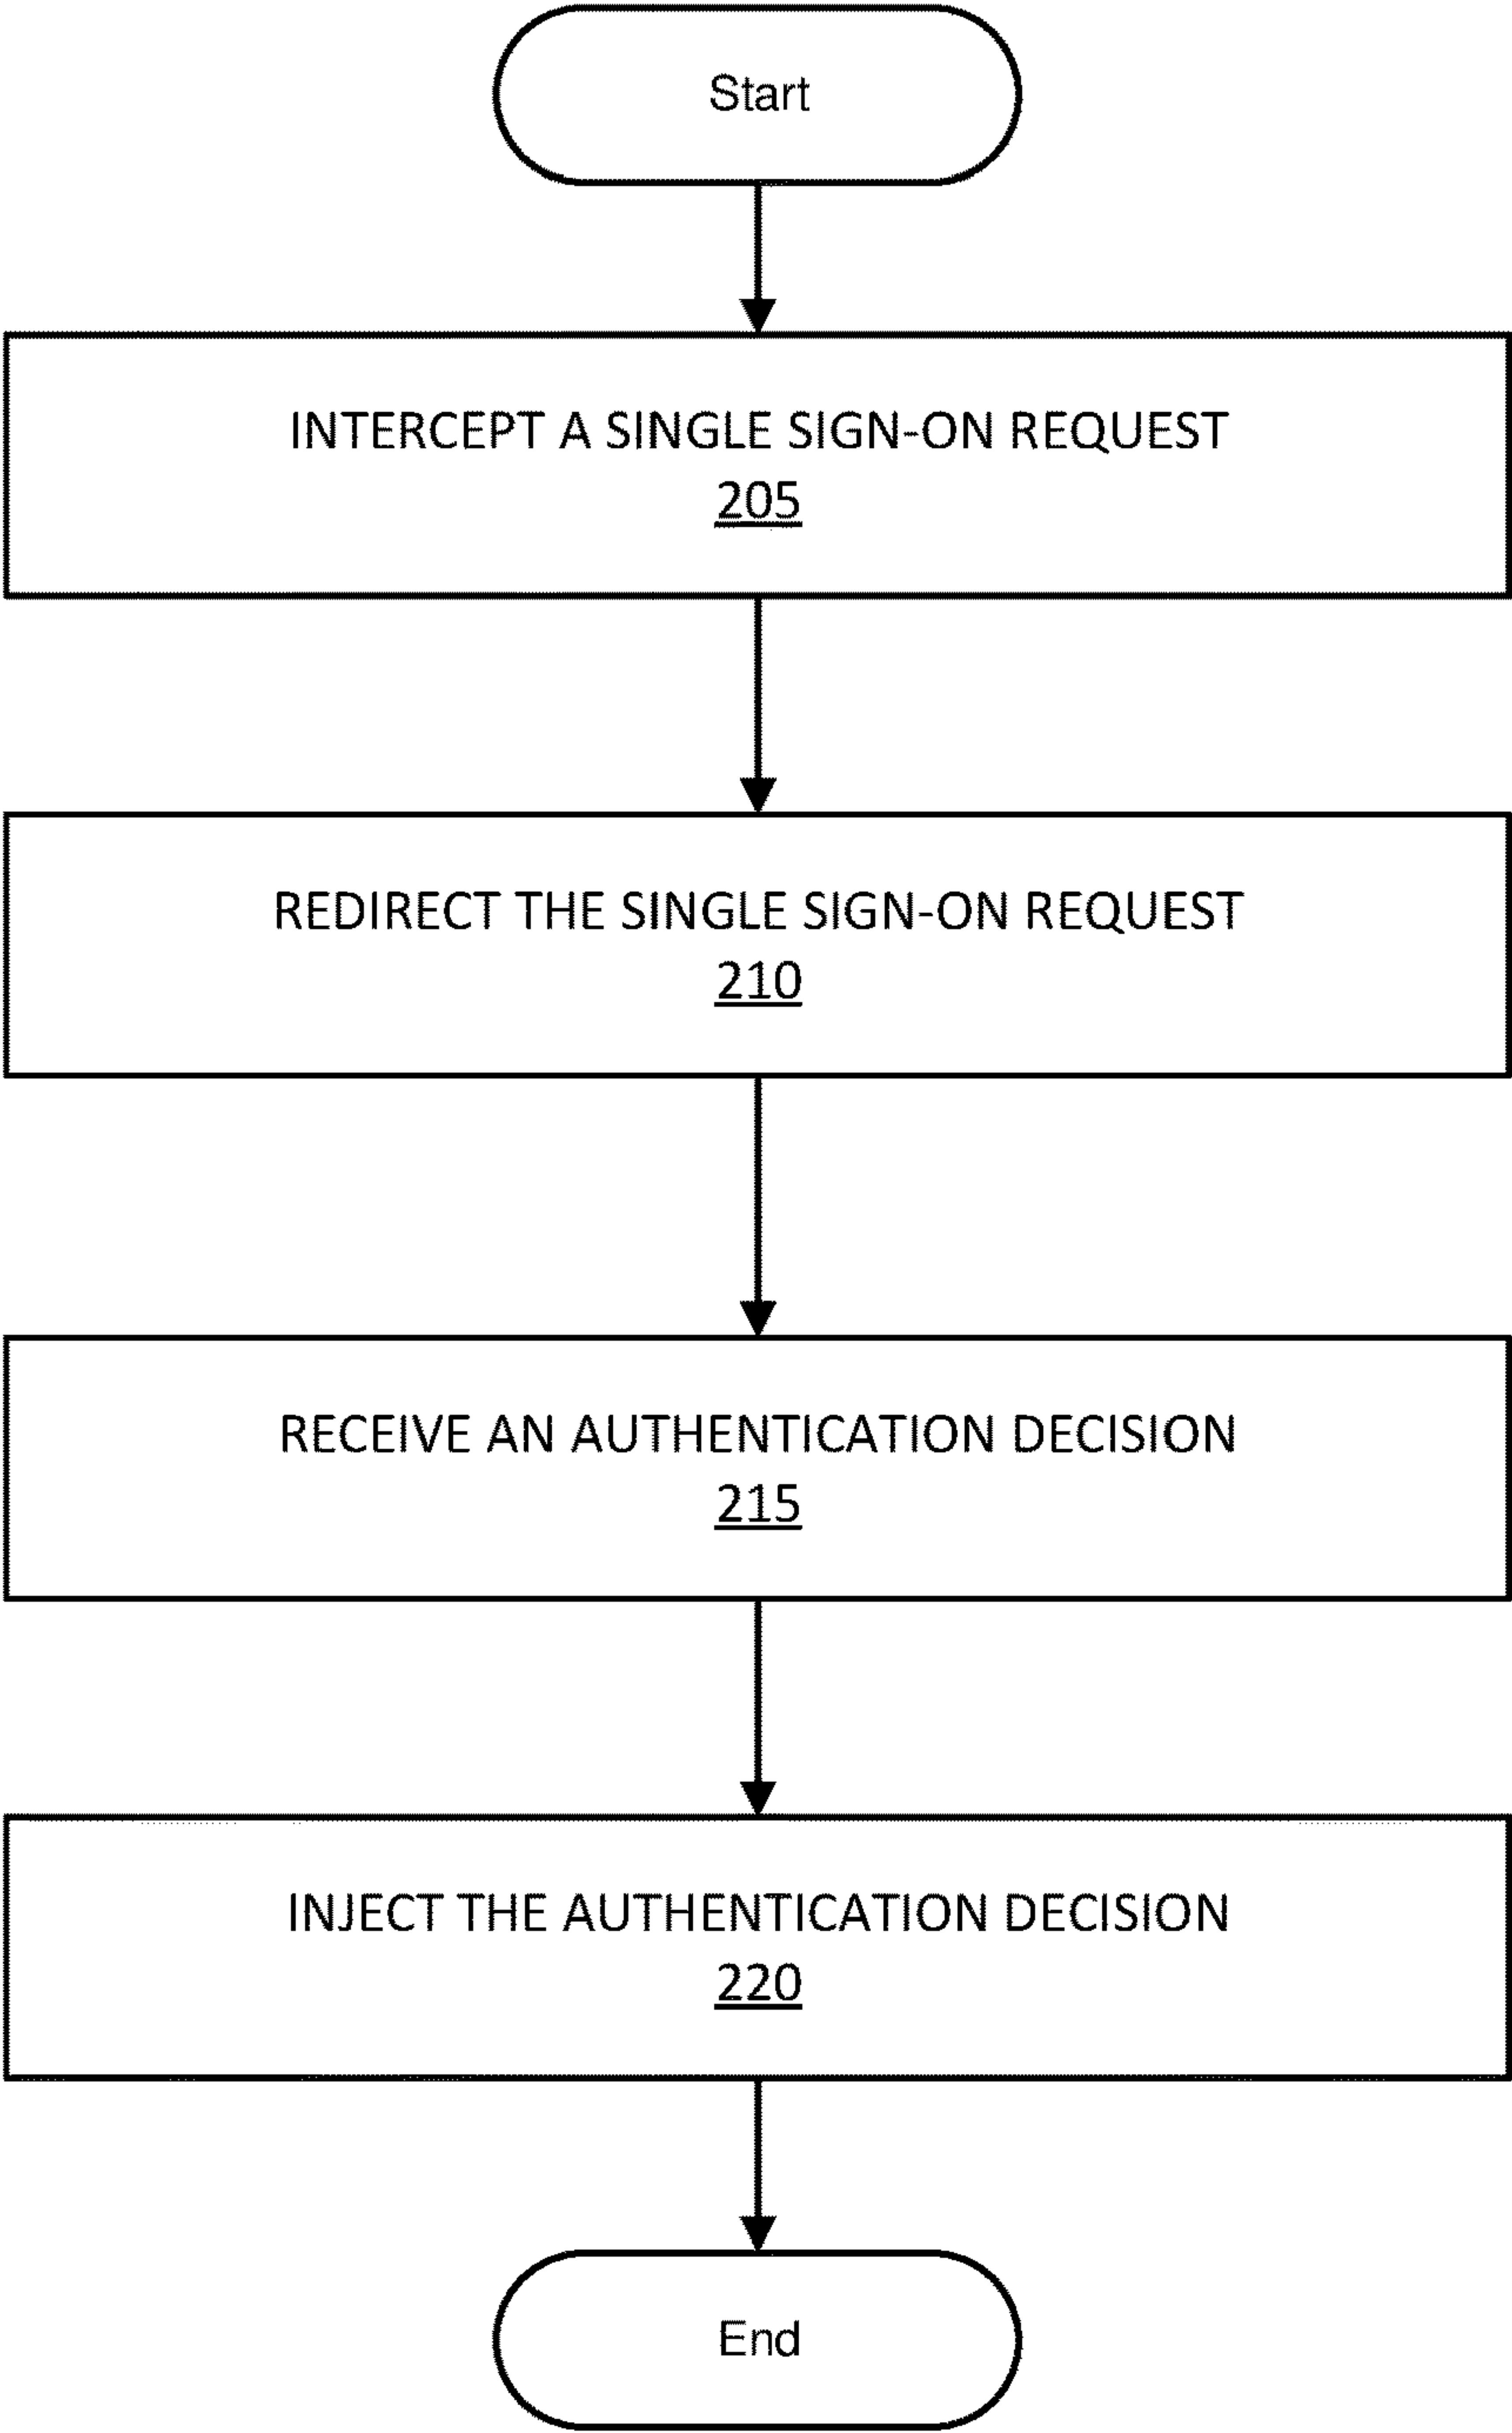 Start
INTERCEPT A SINGLE SIGN-ON REQUEST
205
REDIRECT THE SINGLE SIGN-ON REQUEST
210
RECEIVE AN AUTHENTICATION DECISION
215
INJECT THE AUTHENTICATION DECISION
220
End